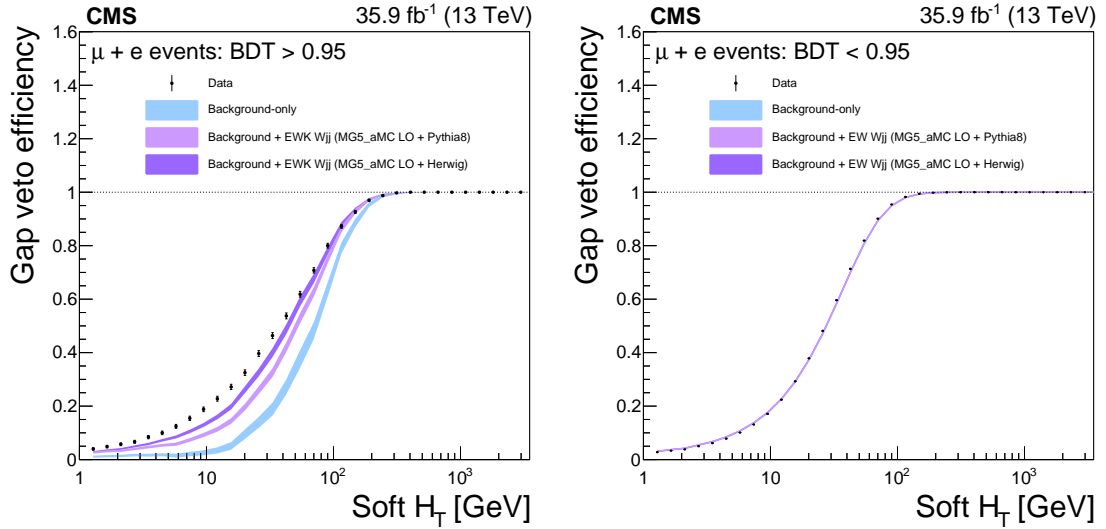 CMS
35.9 fb-1 (13 TeV)
μ + e events: BDT > 0.95
Data
Background-only
Background + EWK Wjj (MG5_aMC LO + Pythia8)
Background + EWK Wjj (MG5_aMC LO + Herwig)
Gap veto efficiency
1.6
1.4
1.2
1
0.8
0.6
0.4
0.2
0
1 10 10² 10³
Soft H_T [GeV]
CMS
35.9 fb-1 (13 TeV)
μ + e events: BDT < 0.95
Data
Background-only
Background + EW Wjj (MG5_aMC LO + Pythia8)
Background + EW Wjj (MG5_aMC LO + Herwig)
Gap veto efficiency
1.6
1.4
1.2
1
0.8
0.6
0.4
0.2
0
1 10 10² 10³
Soft H_T [GeV]